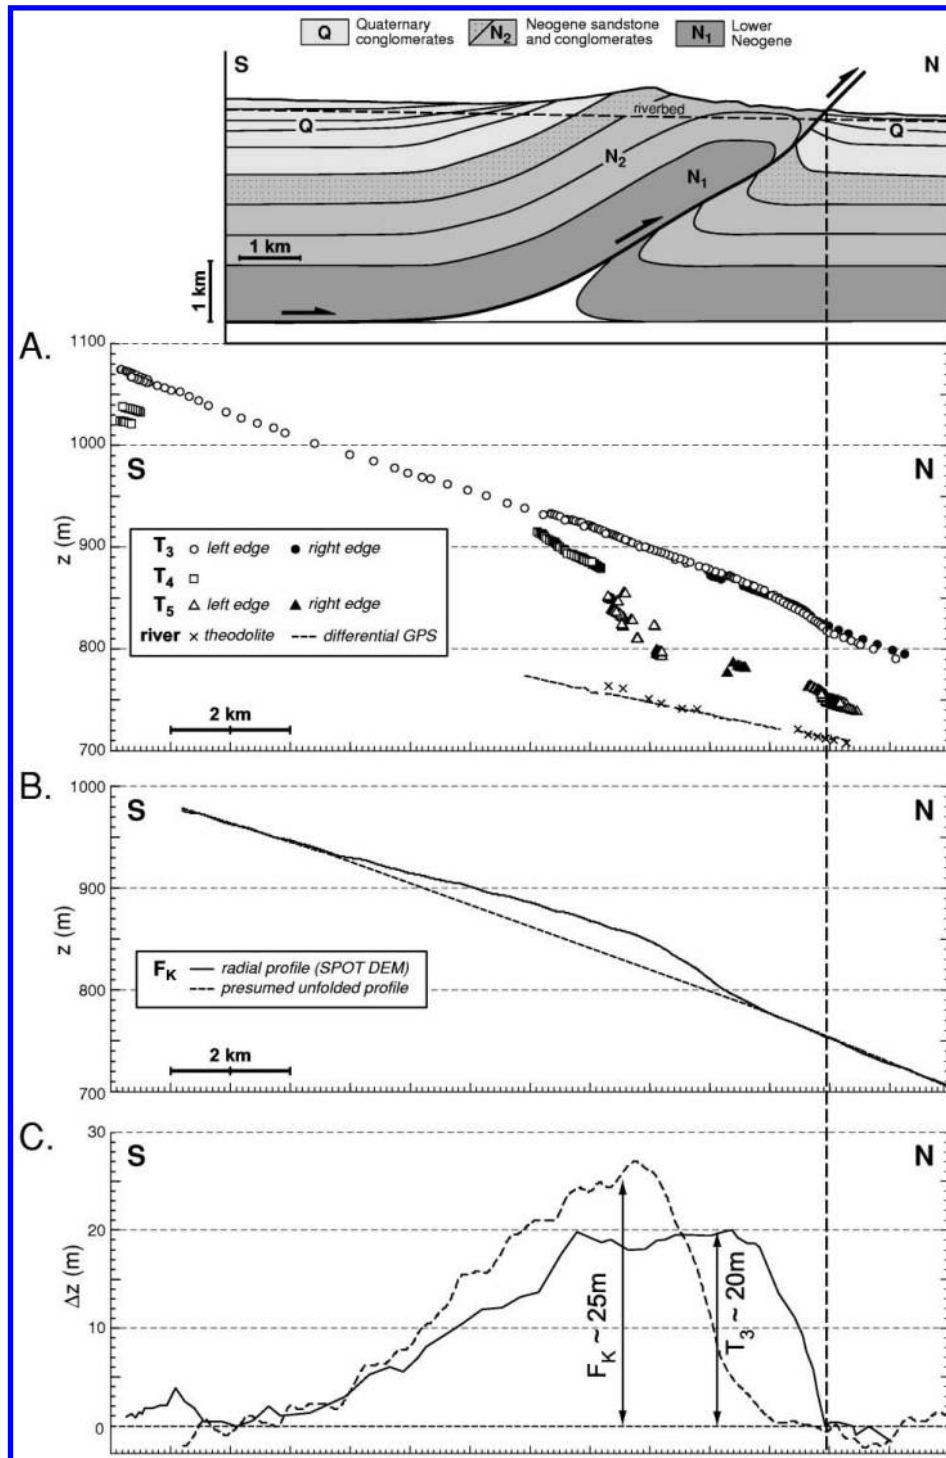 Q Quaternary conglomerates
N2 Neogene sandstone and conglomerates
N1 Lower Neogene
S N
riverbed
Q Q
N2
N1
1 km
1 km
A.
1100
1000
S N
900
z (m)
T3 left edge right edge
T4
T5 left edge right edge
river theodolite differential GPS
800
2 km
700
B.
1000
S N
900
z (m)
FK radial profile (SPOT DEM)
presumed unfolded profile
800
2 km
700
C.
30
S N
20
Δz (m)
FK ~ 25m
T3 ~ 20m
10
0